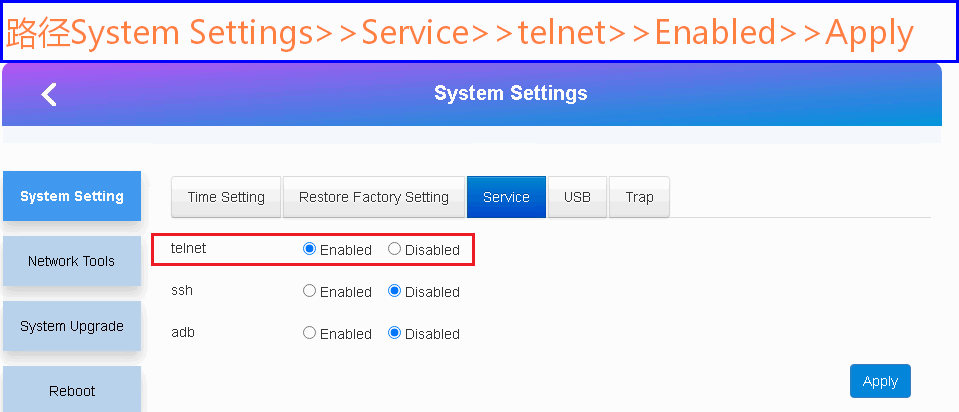 路径System Settings>>Service>>telnet>>Enabled>>Apply
System Settings
System Setting
Time Setting Restore Factory Setting Service USB Trap
telnet Enabled Disabled
Network Tools
ssh Enabled Disabled
System Upgrade
adb Enabled Disabled
Reboot
Apply